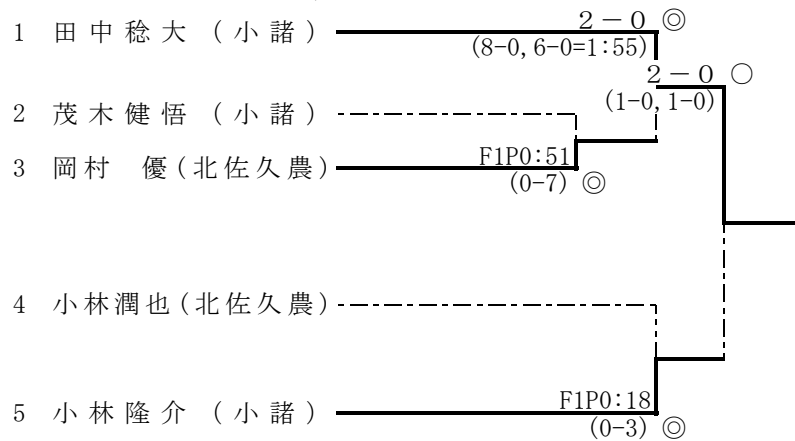 1 田中稔大 (小諸) 2-0 ◎
(8-0,6-0=1:55)
2-0 ○
(1-0,1-0)
2 茂木健悟 (小諸)
3 岡村 優(北佐久農) F1P0:51
(0-7) ◎
4 小林潤也(北佐久農)
5 小林隆介 (小諸) F1P0:18
(0-3) ◎